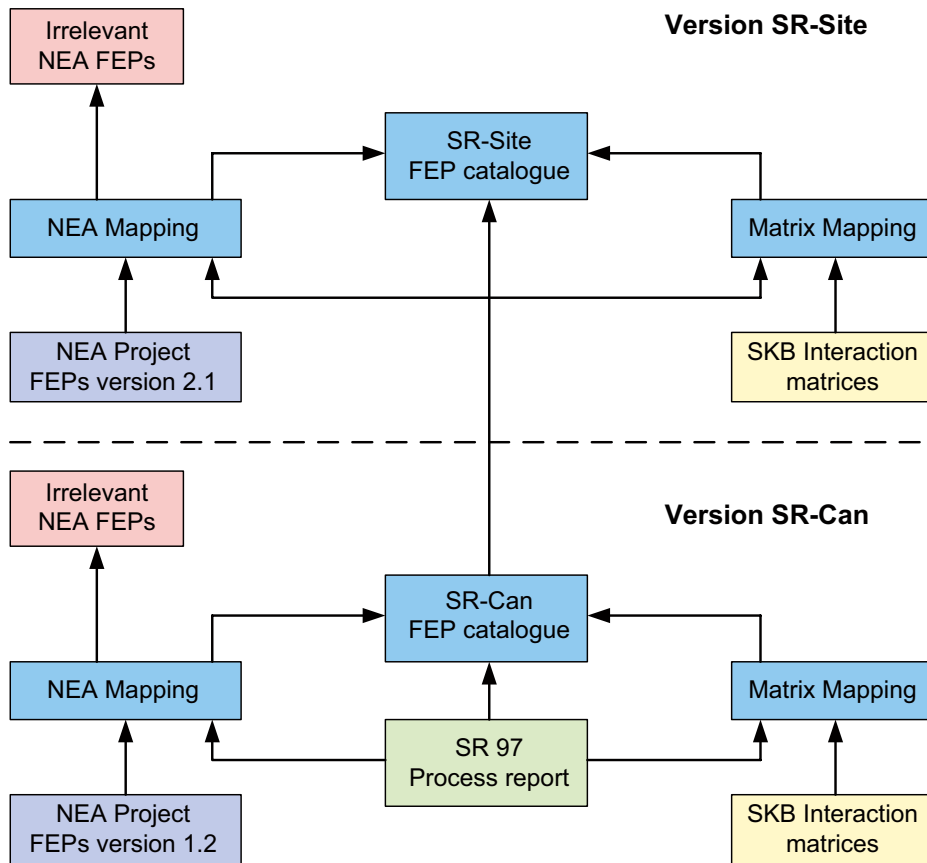 Irrelevant
NEA FEPs
Version SR-Site
SR-Site
FEP catalogue
NEA Mapping
Matrix Mapping
NEA Project
FEPs version 2.1
SKB Interaction
matrices
Irrelevant
NEA FEPs
Version SR-Can
SR-Can
FEP catalogue
NEA Mapping
Matrix Mapping
SR 97
Process report
NEA Project
FEPs version 1.2
SKB Interaction
matrices